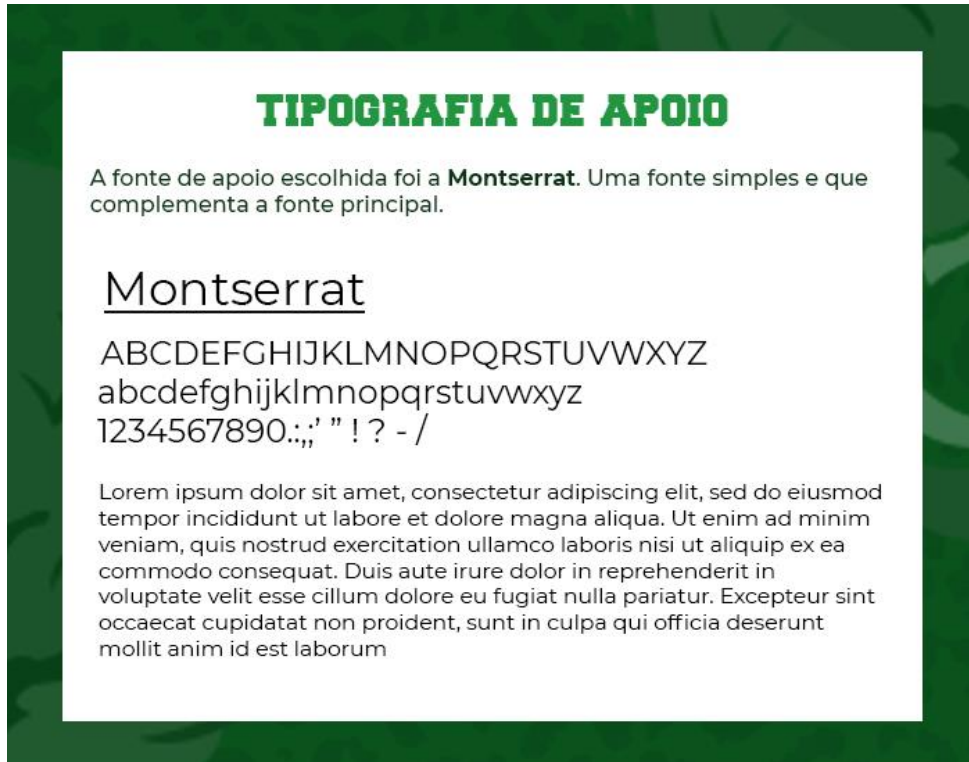 TIPOGRAFIA DE APOIO
A fonte de apoio escolhida foi a Montserrat. Uma fonte simples e que
complementa a fonte principal.
Montserrat
ABCDEFGHIJKLMNOPQRSTUVWXYZ
abcdefghijklmnopqrstuvwxyz
1234567890.:,;’ ” ! ? - /
Lorem ipsum dolor sit amet, consectetur adipiscing elit, sed do eiusmod
tempor incididunt ut labore et dolore magna aliqua. Ut enim ad minim
veniam, quis nostrud exercitation ullamco laboris nisi ut aliquip ex ea
commodo consequat. Duis aute irure dolor in reprehenderit in
voluptate velit esse cillum dolore eu fugiat nulla pariatur. Excepteur sint
occaecat cupidatat non proident, sunt in culpa qui officia deserunt
mollit anim id est laborum